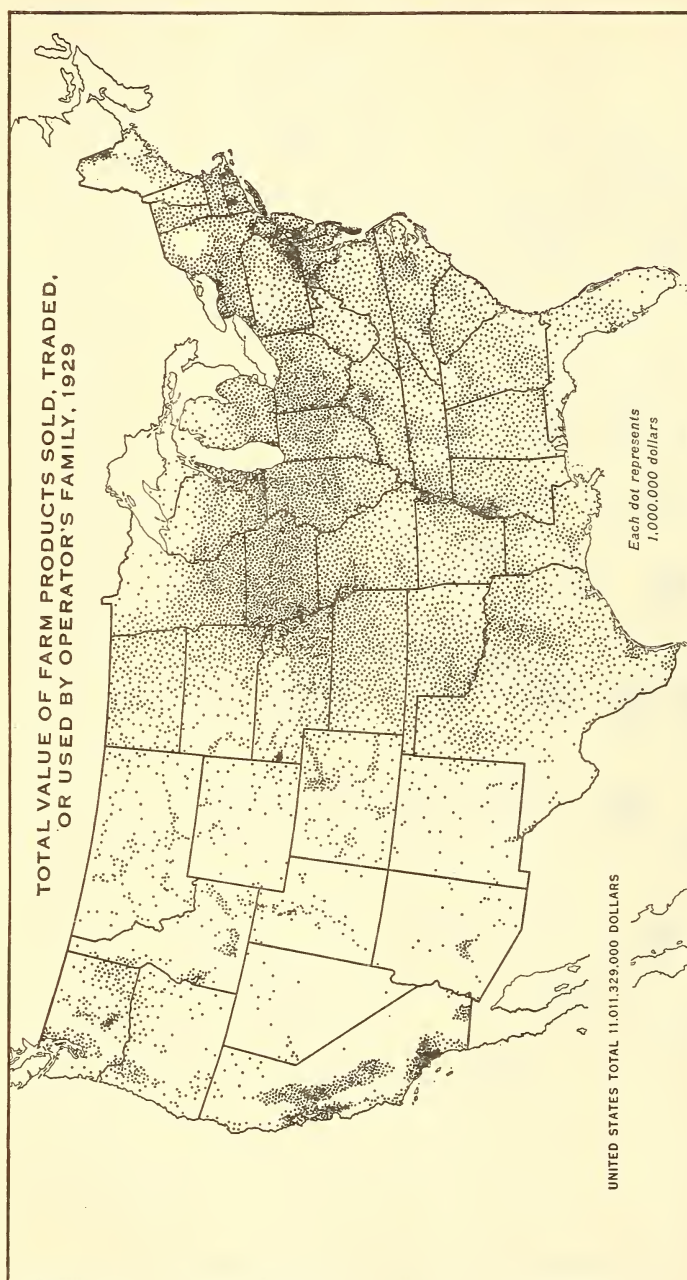 TOTAL VALUE OF FARM PRODUCTS SOLD, TRADED,
OR USED BY OPERATOR'S FAMILY, 1929
Each dot represents
1,000,000 dollars
UNITED STATES TOTAL 11,011,329,000 DOLLARS